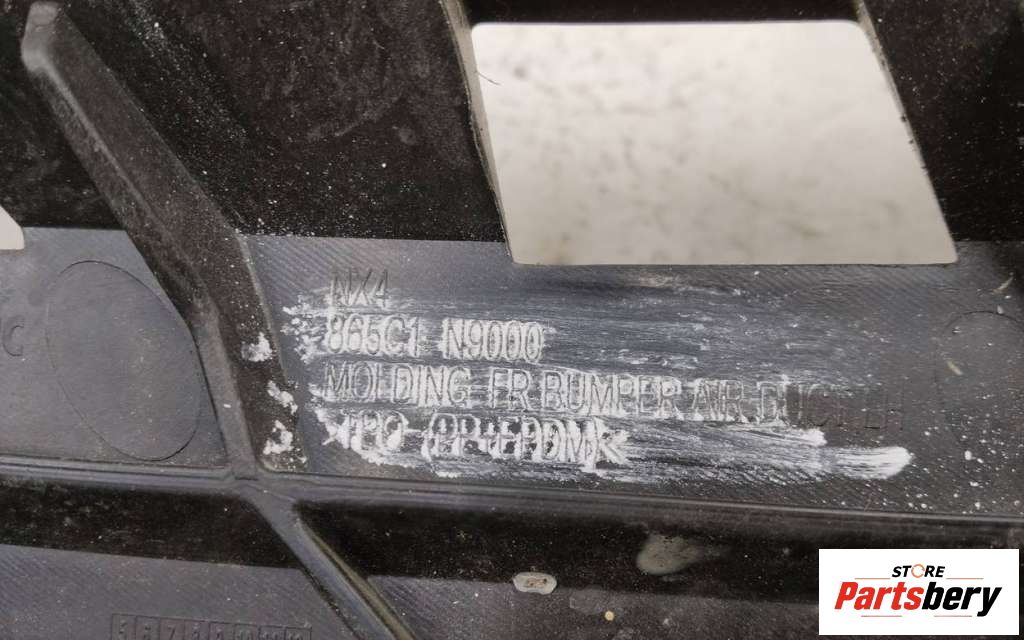 NX4
865C1 N9000
MOLDING-FR BUMPER AIR DUCT LH
>TPO-(PP+EPDM)<
C
STORE
Partsbery